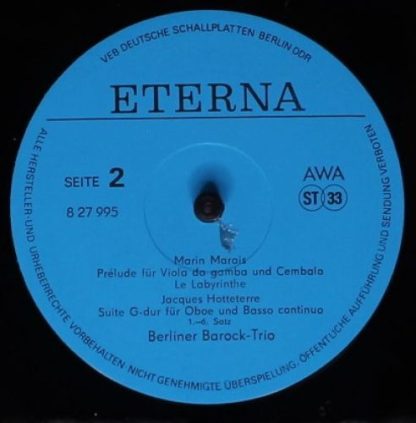 VEB DEUTSCHE SCHALLPLATTEN BERLIN DDR
ETERNA
SEITE 2
8 27 995
AWA
ST 33
Marin Marais
Prélude für Viola da gamba und Cembalo
Le Labyrinthe
Jacques Hotteterre
Suite G-dur für Oboe und Basso continuo
1.–6. Satz
Berliner Barock-Trio
ALLE HERSTELLER- UND URHEBERRECHTE VORBEHALTEN NICHT GENEHMIGTE ÜBERSPIELUNG, ÖFFENTLICHE AUFFÜHRUNG UND SENDUNG VERBOTEN